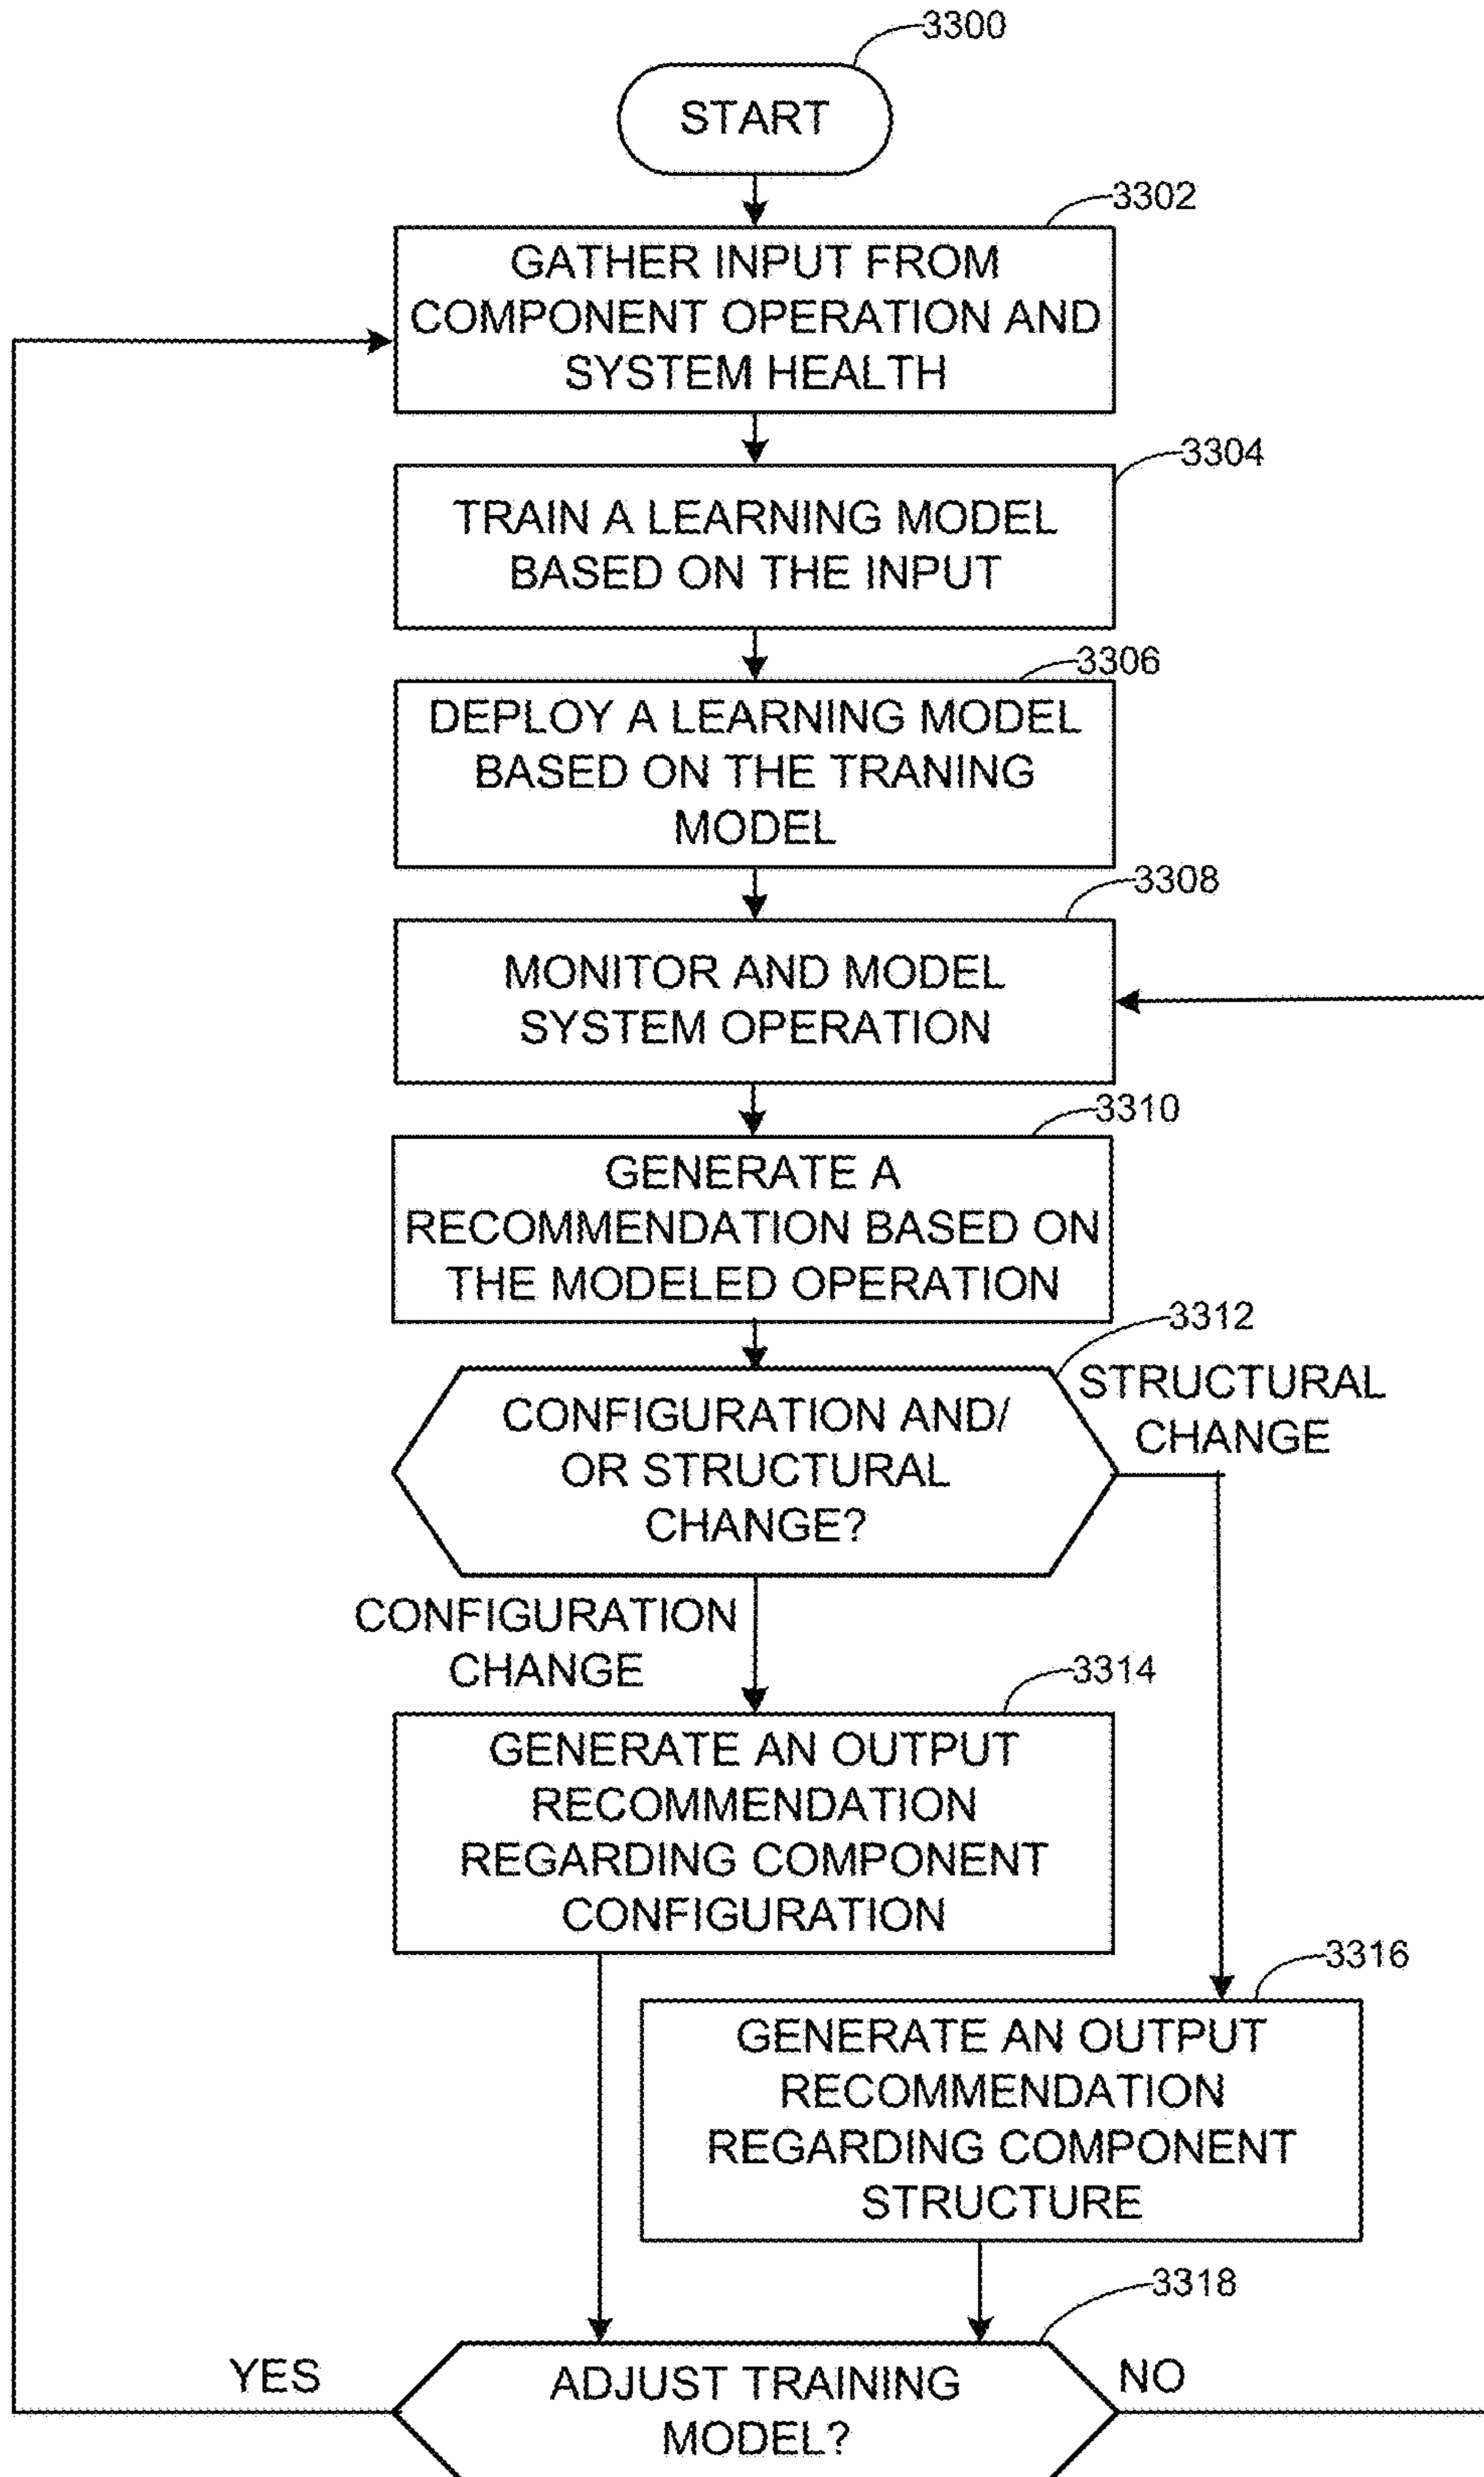 3300
START
3302
GATHER INPUT FROM
COMPONENT OPERATION AND
SYSTEM HEALTH
3304
TRAIN A LEARNING MODEL
BASED ON THE INPUT
3306
DEPLOY A LEARNING MODEL
BASED ON THE TRANING
MODEL
3308
MONITOR AND MODEL
SYSTEM OPERATION
3310
GENERATE A
RECOMMENDATION BASED ON
THE MODELED OPERATION
3312
CONFIGURATION AND/
OR STRUCTURAL
CHANGE?
STRUCTURAL
CHANGE
CONFIGURATION
CHANGE
3314
GENERATE AN OUTPUT
RECOMMENDATION
REGARDING COMPONENT
CONFIGURATION
3316
GENERATE AN OUTPUT
RECOMMENDATION
REGARDING COMPONENT
STRUCTURE
3318
YES
ADJUST TRAINING
MODEL?
NO